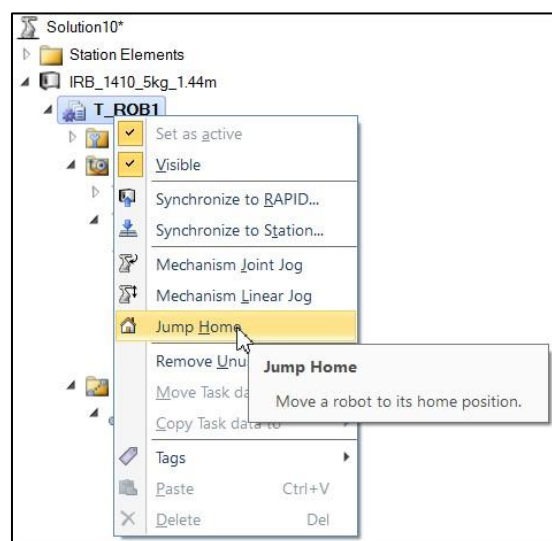 Solution10*
Station Elements
IRB_1410_5kg_1.44m
T_ROB1
Set as active
Visible
Synchronize to RAPID...
Synchronize to Station...
Mechanism Joint Jog
Mechanism Linear Jog
Jump Home
Remove
Jump Home
Move Task
Move a robot to its home position.
Copy Task data to
Tags
Paste Ctrl+V
Delete Del